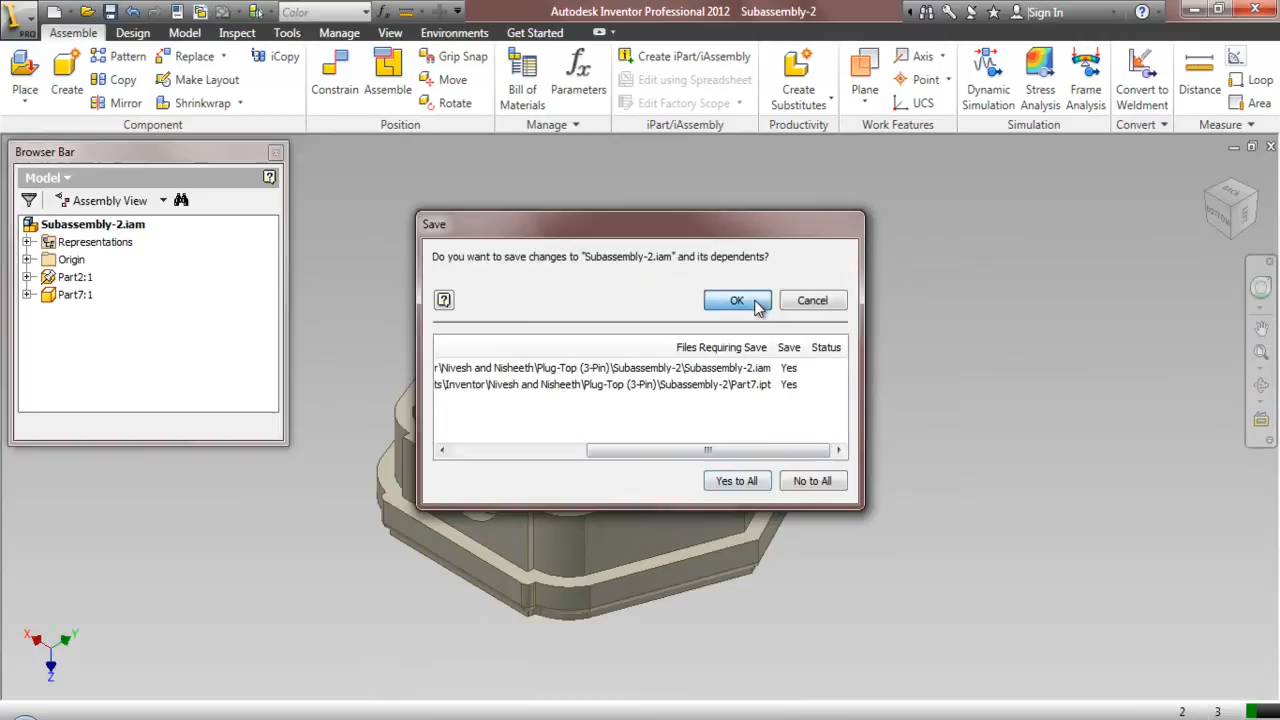 Color
Autodesk Inventor Professional 2012 Subassembly-2
Sign In
PRO
Assemble Design Model Inspect Tools Manage View Environments Get Started
Place
Create
Pattern
Copy
Mirror
Replace
Make Layout
Shrinkwrap
iCopy
Component
Constrain
Assemble
Grip Snap
Move
Rotate
Position
Bill of
Materials
Parameters
Manage
Create iPart/iAssembly
Edit using Spreadsheet
Edit Factory Scope
iPart/iAssembly
Create
Substitutes
Productivity
Plane
Axis
Point
UCS
Work Features
Dynamic
Simulation
Stress
Analysis
Frame
Analysis
Simulation
Convert to
Weldment
Convert
Distance
Loop
Area
Measure
Browser Bar
Model
Assembly View
Subassembly-2.iam
Representations
Origin
Part2:1
Part7:1
Save
Do you want to save changes to "Subassembly-2.iam" and its dependents?
OK Cancel
Files Requiring Save Save Status
r\Nivesh and Nisheeth\Plug-Top (3-Pin)\Subassembly-2\Subassembly-2.iam Yes
ts\Inventor\Nivesh and Nisheeth\Plug-Top (3-Pin)\Subassembly-2\Part7.ipt Yes
Yes to All No to All
BACK
BOTTOM
X Y
Z
2 3